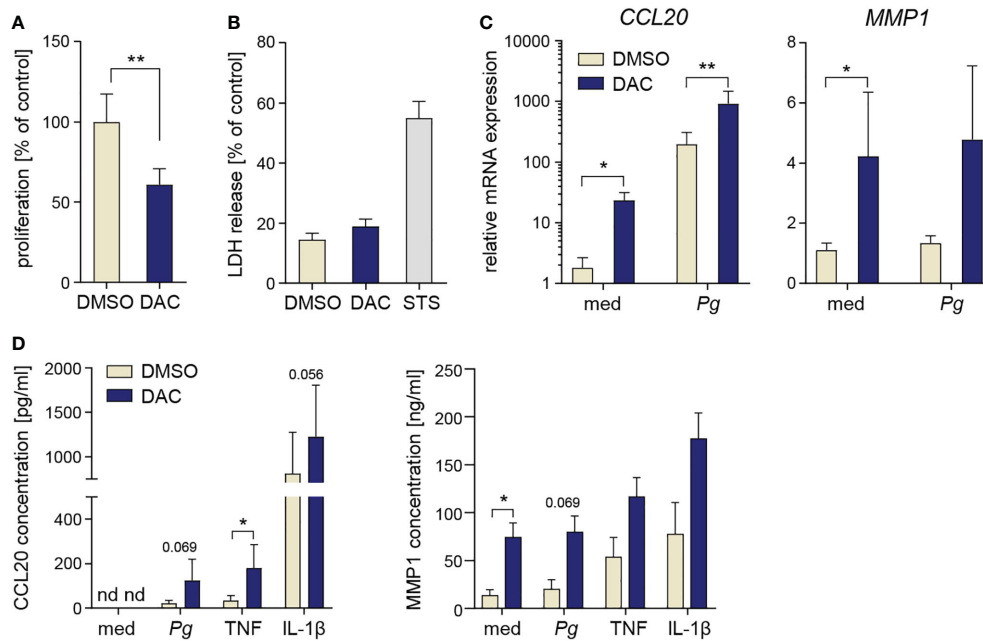 A
proliferation [% of control]
150
100
50
0
**
DMSO DAC
B
LDH release [% of control]
80
60
40
20
0
DMSO DAC STS
C
CCL20
relative mRNA expression
10000
1000
100
10
1
DMSO
DAC
*
**
med Pg
MMP1
8
6
4
2
0
*
med Pg
D
CCL20 concentration [pg/ml]
2000
1500
1000
400
200
0
DMSO
DAC
nd nd
0.069
*
0.056
med Pg TNF IL-1β
MMP1 concentration [ng/ml]
250
200
150
100
50
0
*
0.069
med Pg TNF IL-1β